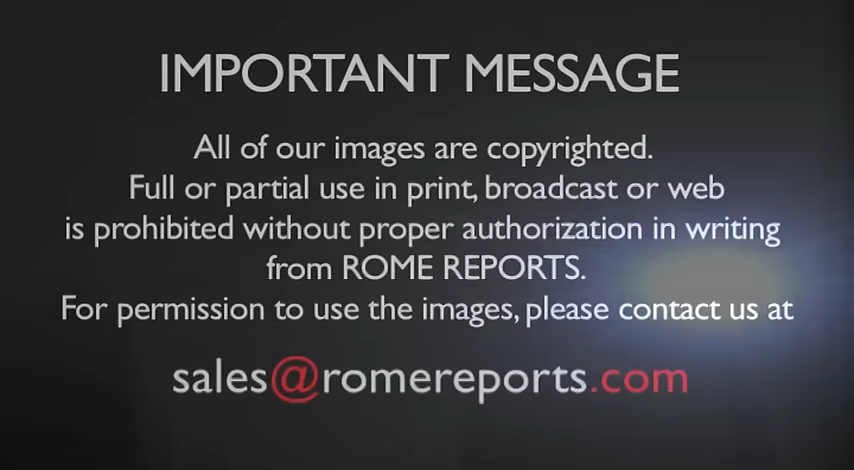 IMPORTANT MESSAGE
All of our images are copyrighted.
Full or partial use in print, broadcast or web
is prohibited without proper authorization in writing
from ROME REPORTS.
For permission to use the images, please contact us at
sales@romereports.com